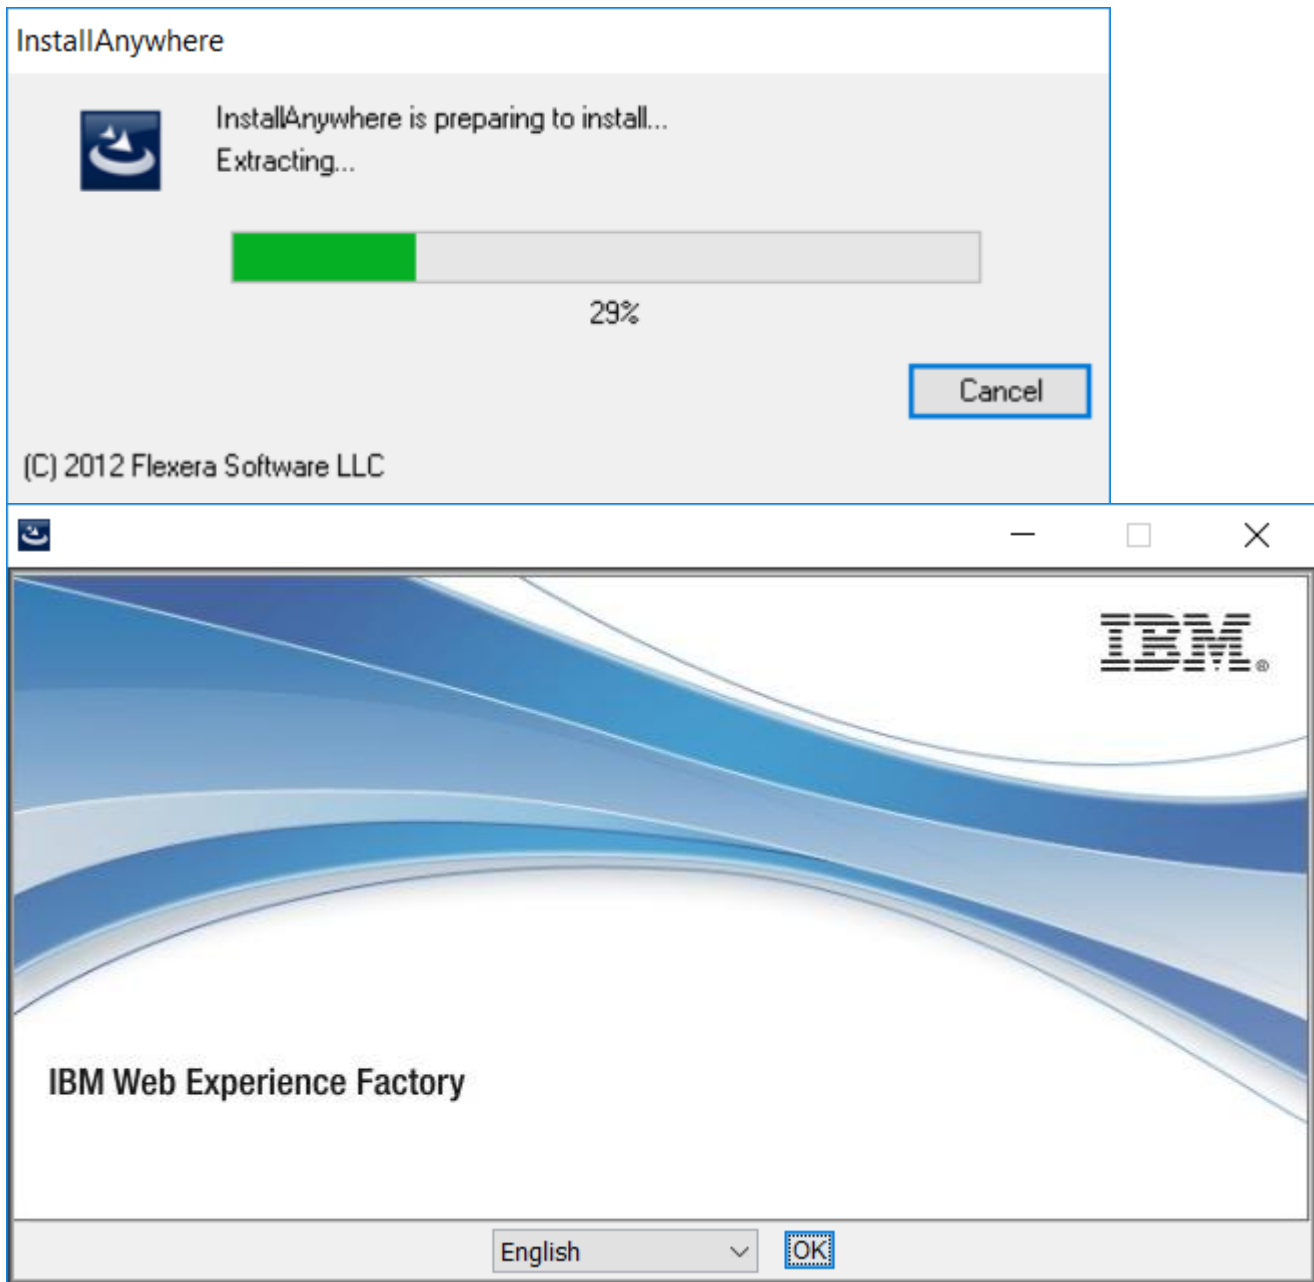 InstallAnywhere
InstallAnywhere is preparing to install...
Extracting...
29%
Cancel
(C) 2012 Flexera Software LLC
IBM®
IBM Web Experience Factory
English
OK